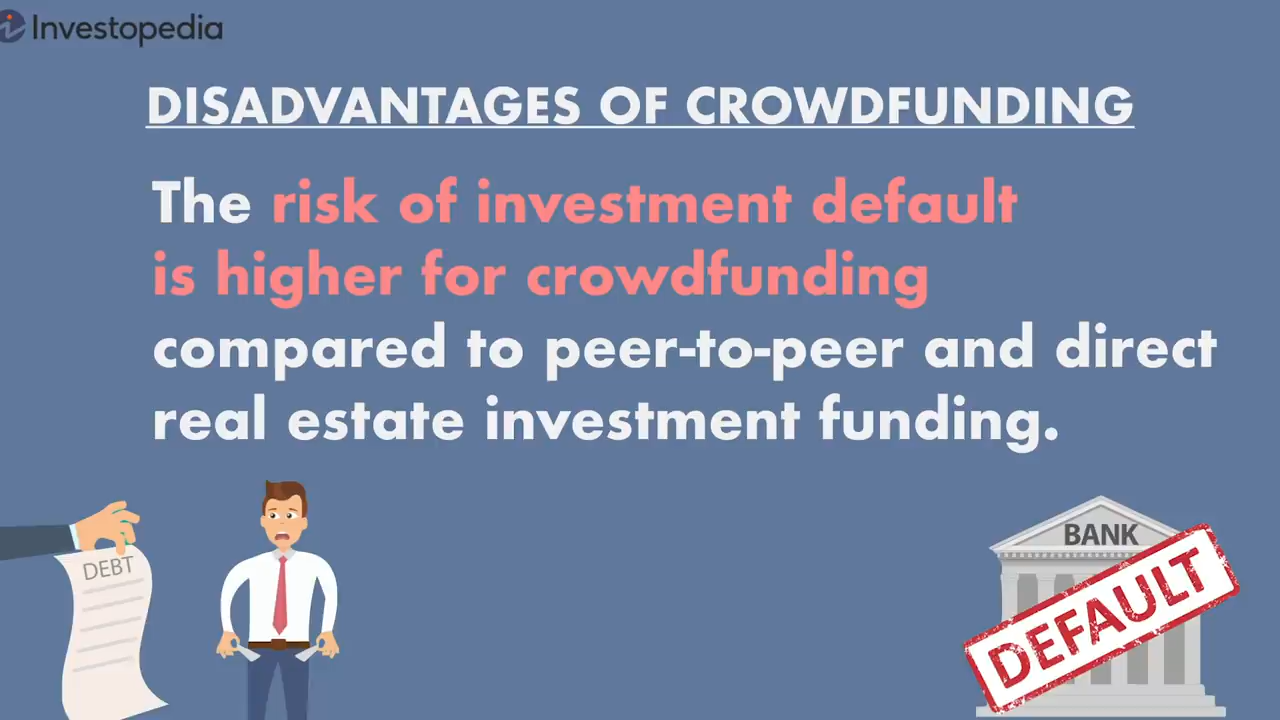 Investopedia
DISADVANTAGES OF CROWDFUNDING
The risk of investment default
is higher for crowdfunding
compared to peer-to-peer and direct
real estate investment funding.
DEBT
BANK
DEFAULT